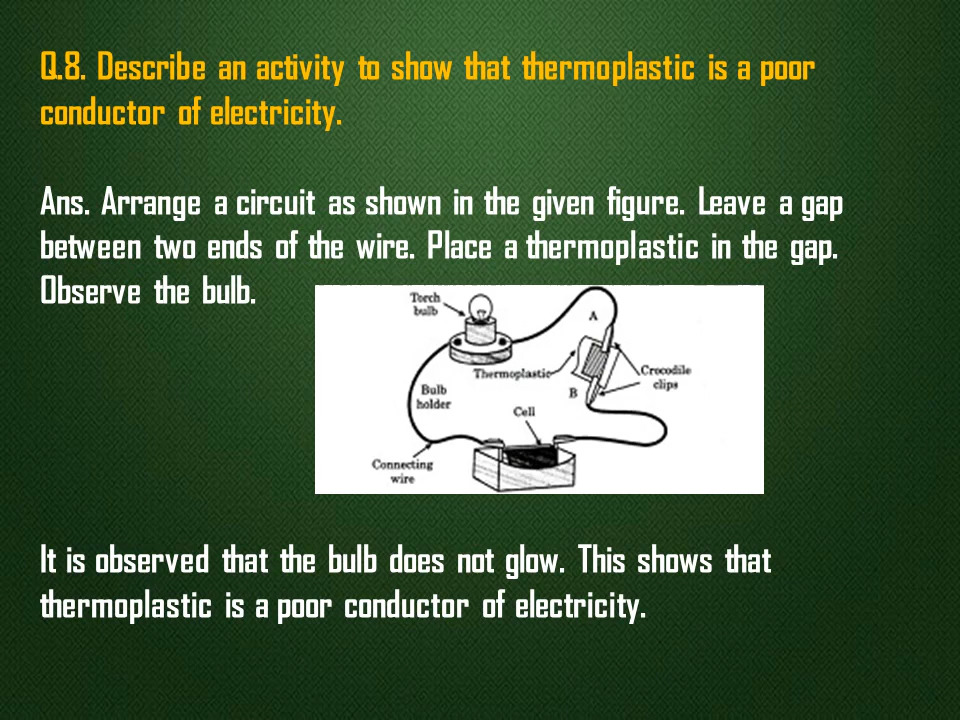 Q.8. Describe an activity to show that thermoplastic is a poor
conductor of electricity.
Ans. Arrange a circuit as shown in the given figure. Leave a gap
between two ends of the wire. Place a thermoplastic in the gap.
Observe the bulb.
Torch
bulb
A
Thermoplastic
Crocodile
clips
Bulb
holder
B
Cell
Connecting
wire
It is observed that the bulb does not glow. This shows that
thermoplastic is a poor conductor of electricity.